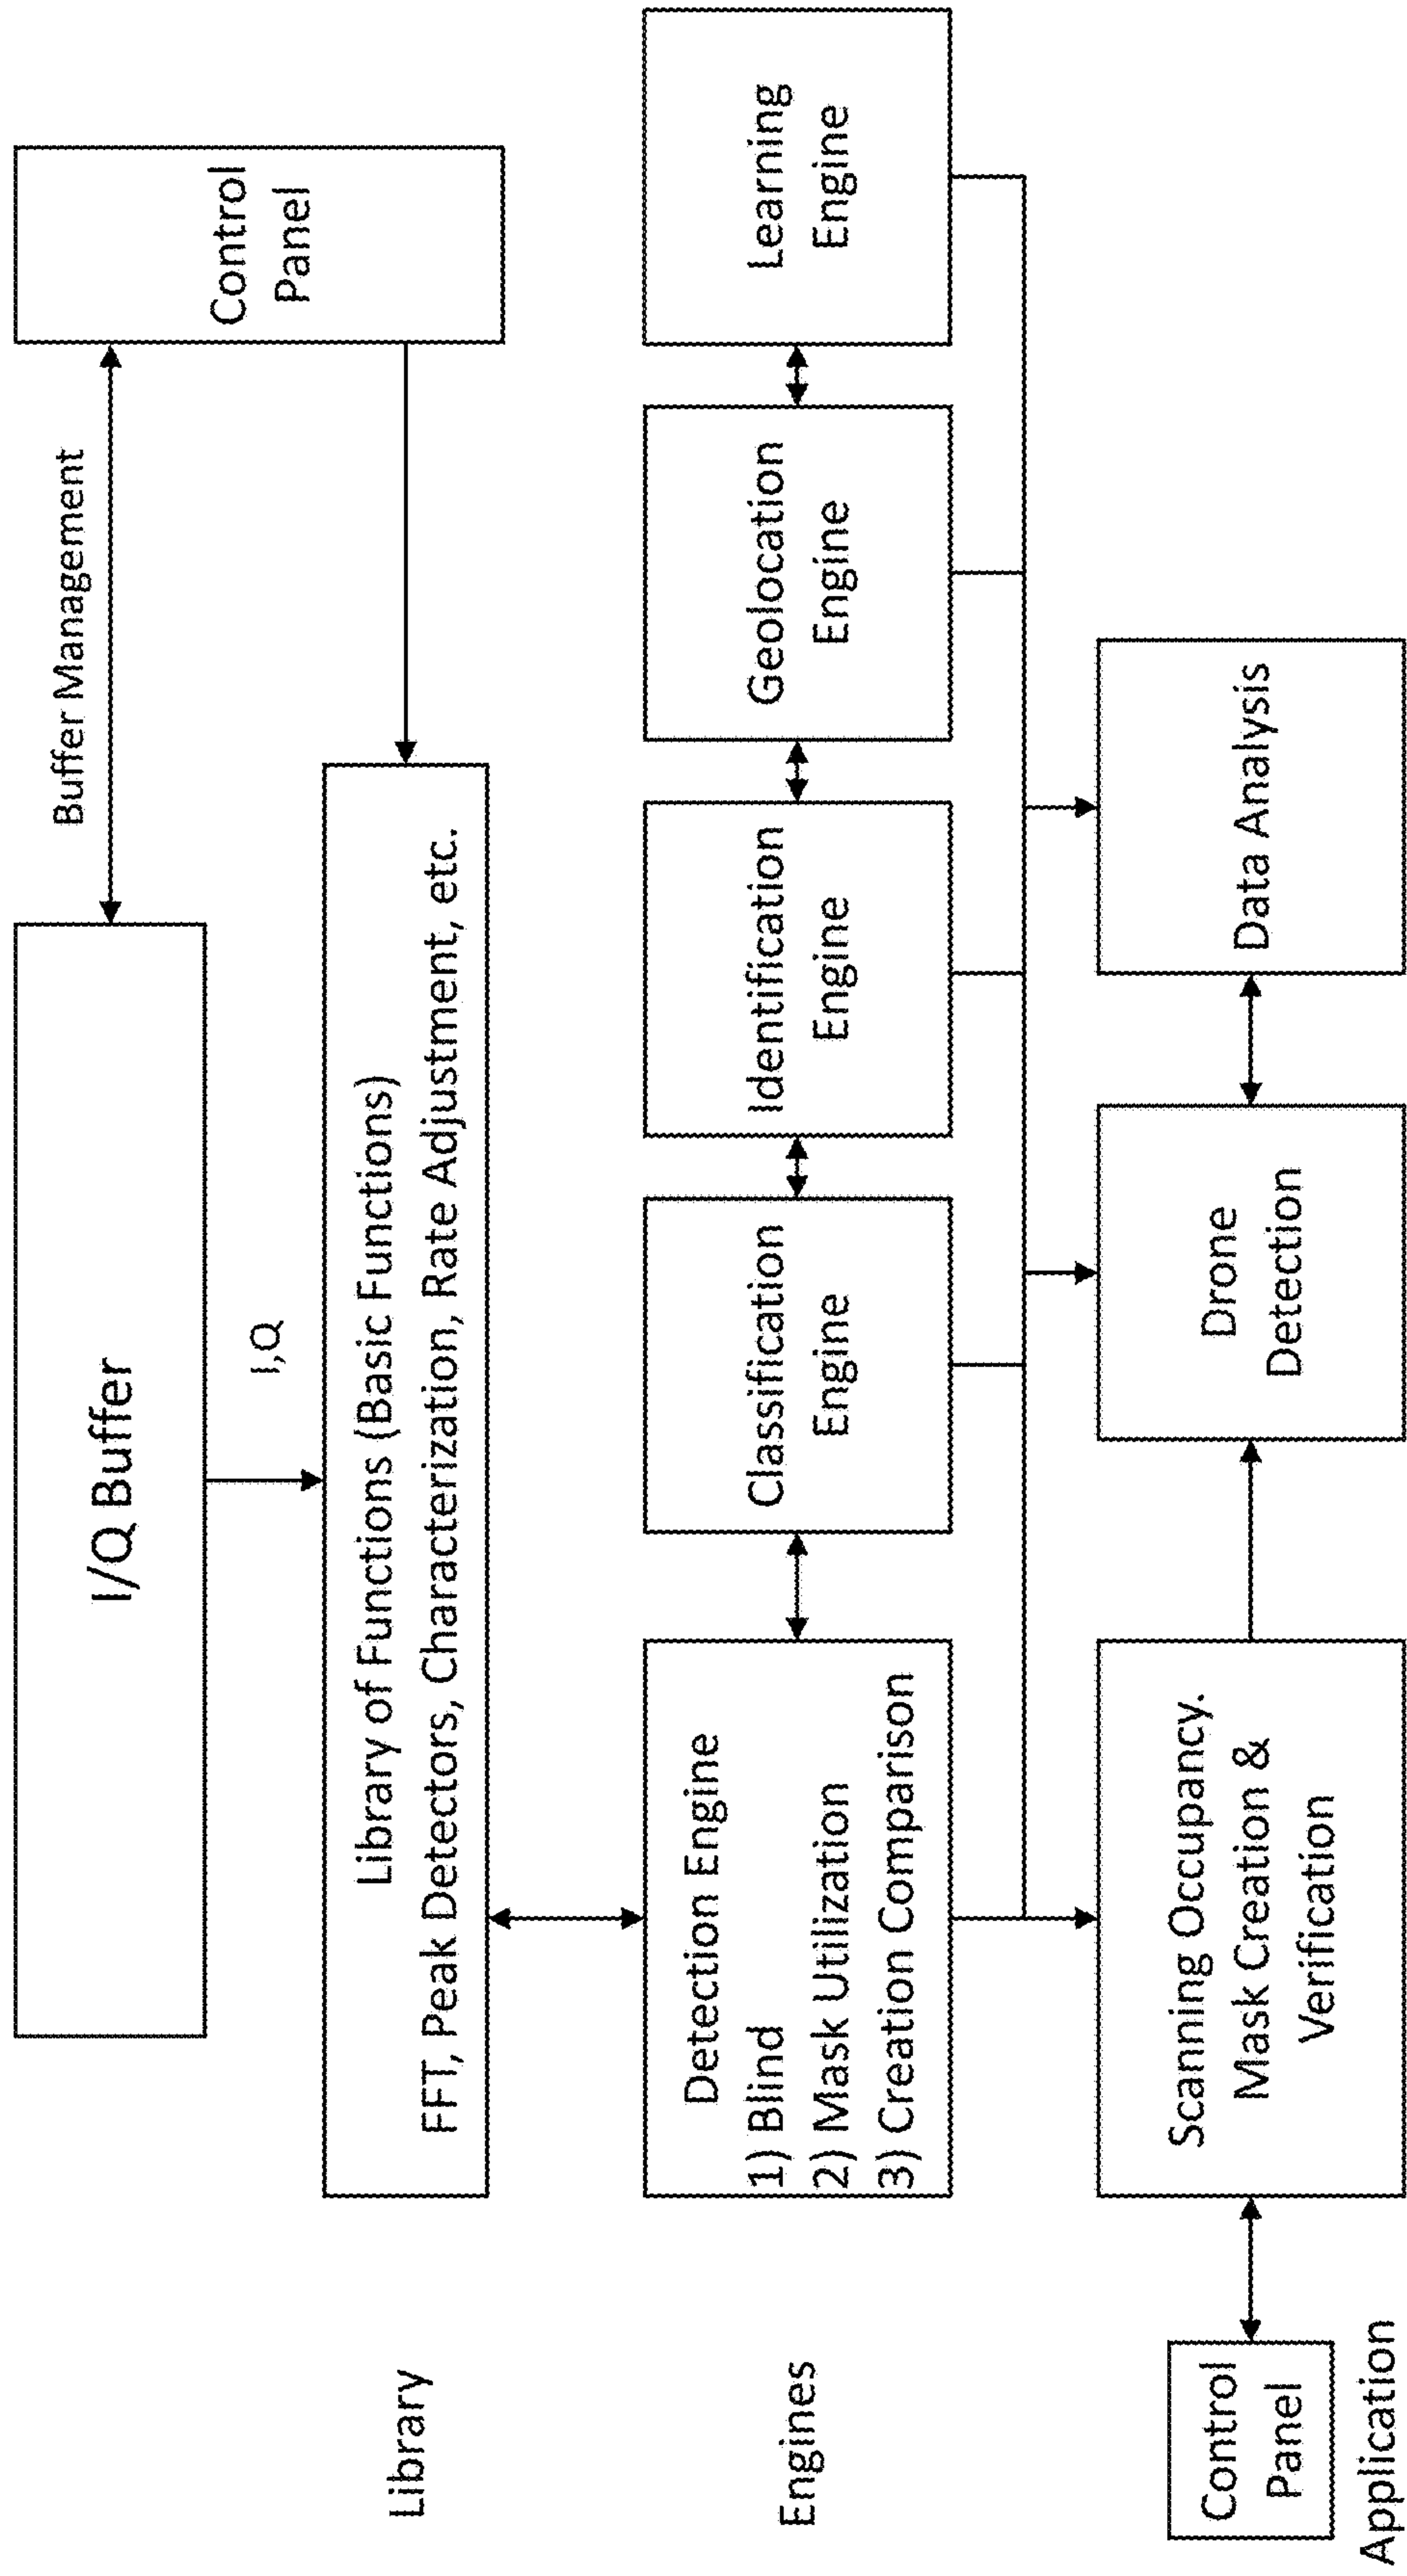 I/Q Buffer
Buffer Management
Control
Panel
I,Q
Library
Library of Functions (Basic Functions)
FFT, Peak Detectors, Characterization, Rate Adjustment, etc.
Engines
Detection Engine
1) Blind
2) Mask Utilization
3) Creation Comparison
Classification
Engine
Identification
Engine
Geolocation
Engine
Learning
Engine
Control
Panel
Application
Scanning Occupancy.
Mask Creation &
Verification
Drone
Detection
Data Analysis